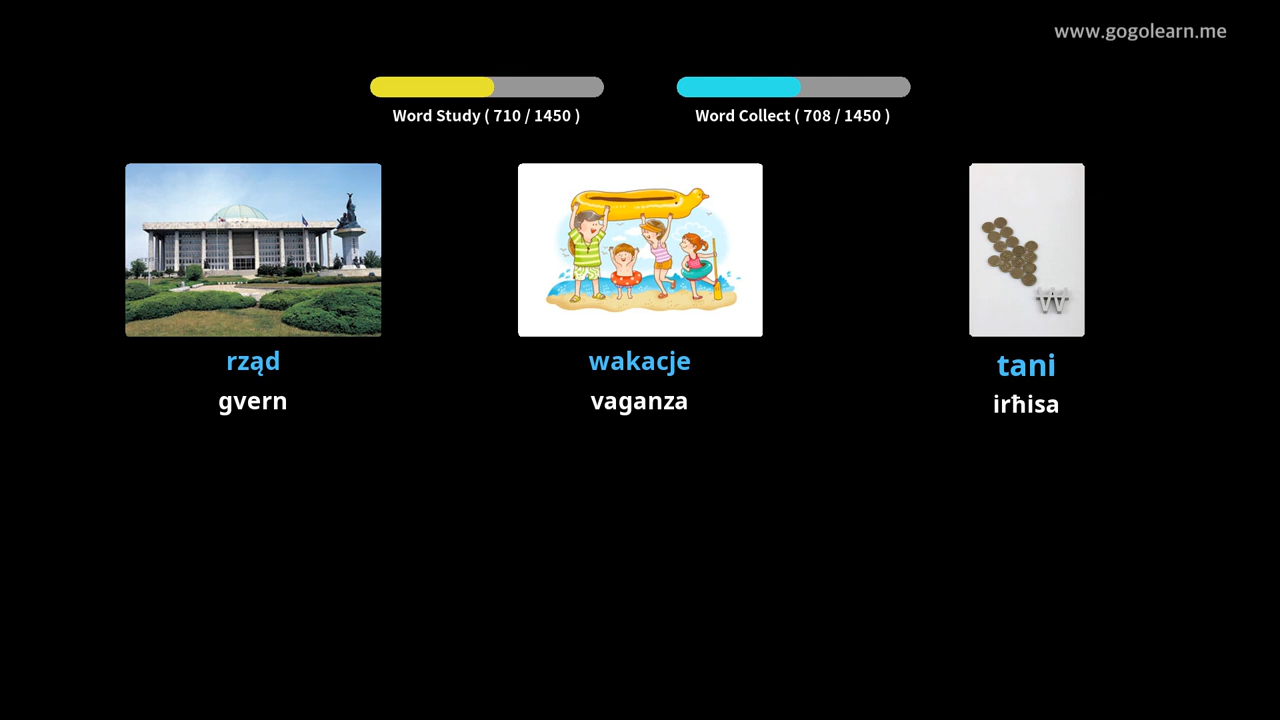 www.gogolearn.me
Word Study ( 710 / 1450 )
Word Collect ( 708 / 1450 )
rząd
gvern
wakacje
vaganza
tani
irħisa